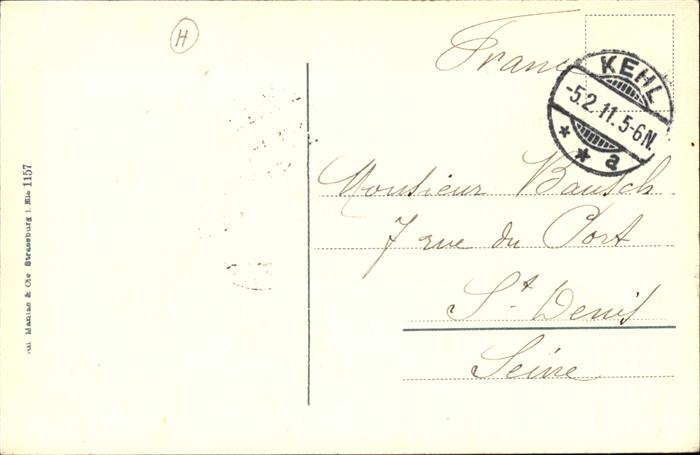 H
France
KEHL
-5.2.11.5-6N.
* * a
Monsieur Bausch
7 rue du Port
St Denis
Seine
Manias & Cie Strassburg i. Els 1157